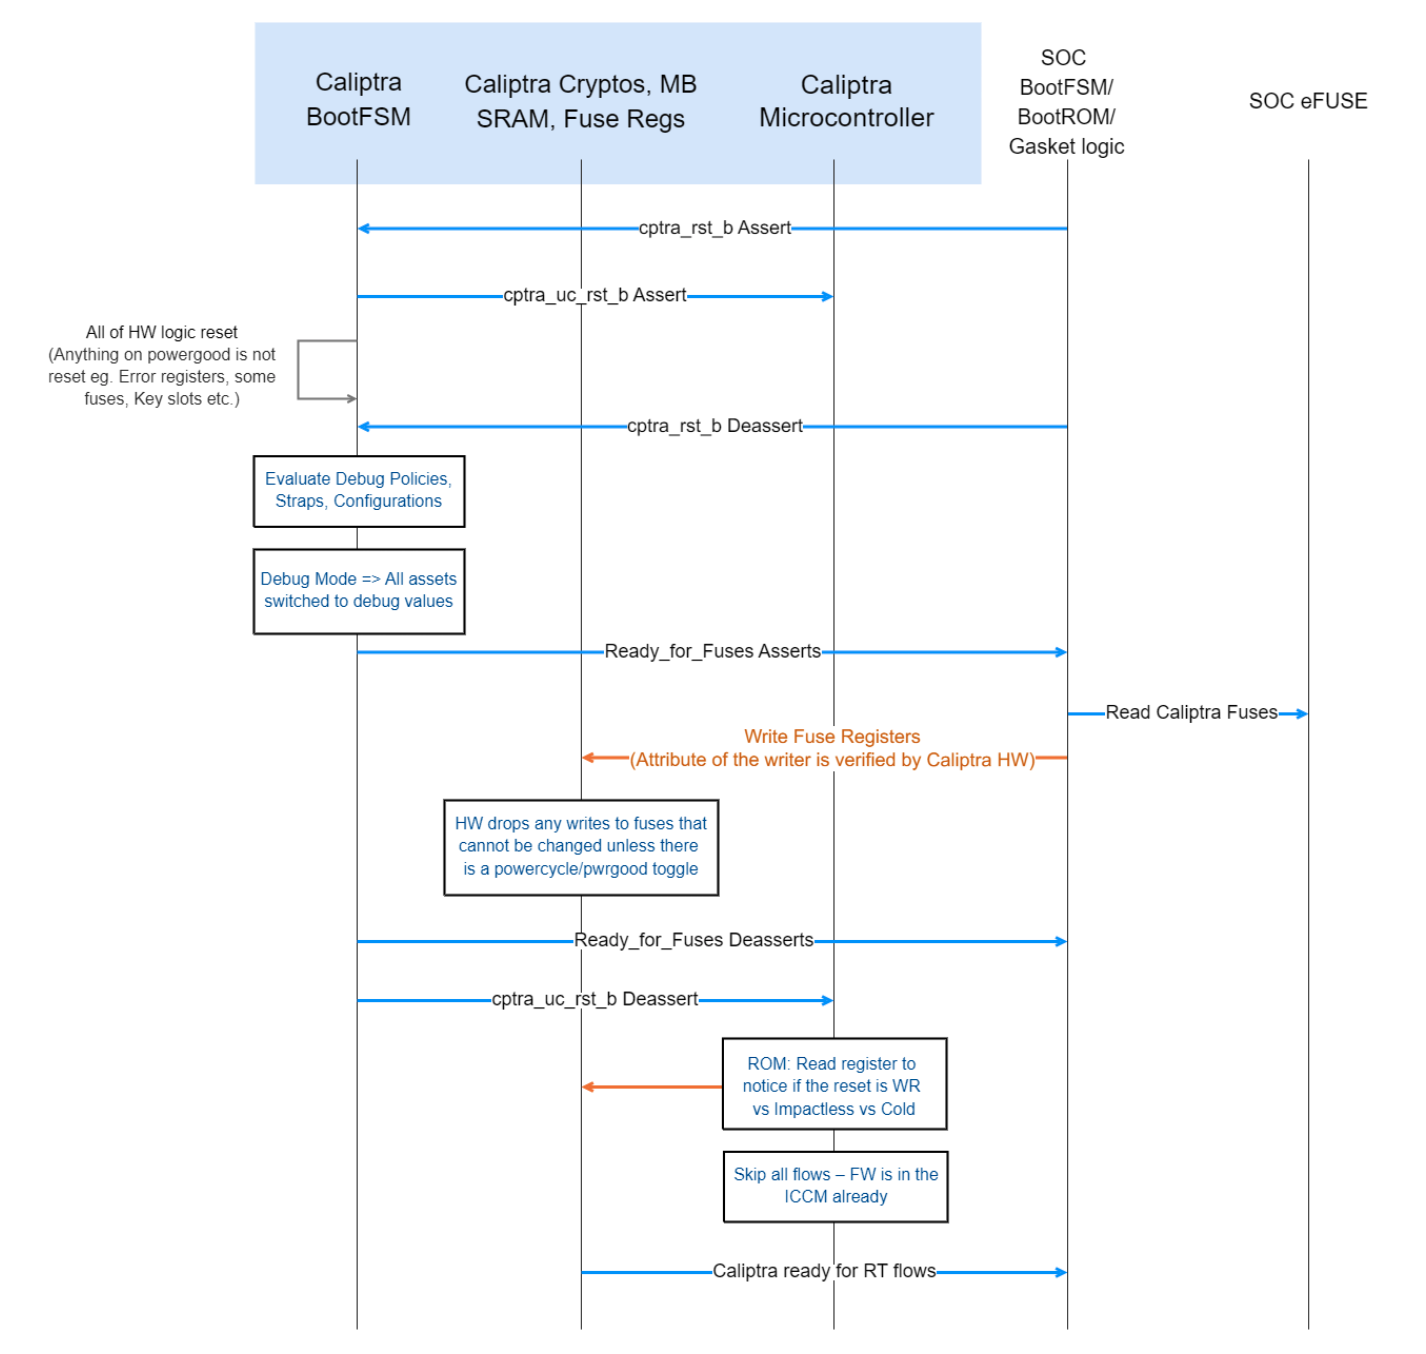 Caliptra
BootFSM
Caliptra Cryptos, MB
SRAM, Fuse Regs
Caliptra
Microcontroller
SOC
BootFSM/
BootROM/
Gasket logic
SOC eFUSE
cptra_rst_b Assert
cptra_uc_rst_b Assert
All of HW logic reset
(Anything on powergood is not
reset eg. Error registers, some
fuses, Key slots etc.)
cptra_rst_b Deassert
Evaluate Debug Policies,
Straps, Configurations
Debug Mode => All assets
switched to debug values
Ready_for_Fuses Asserts
Read Caliptra Fuses
Write Fuse Registers
(Attribute of the writer is verified by Caliptra HW)
HW drops any writes to fuses that
cannot be changed unless there
is a powercycle/pwrgood toggle
Ready_for_Fuses Deasserts
cptra_uc_rst_b Deassert
ROM: Read register to
notice if the reset is WR
vs Impactless vs Cold
Skip all flows – FW is in the
ICCM already
Caliptra ready for RT flows